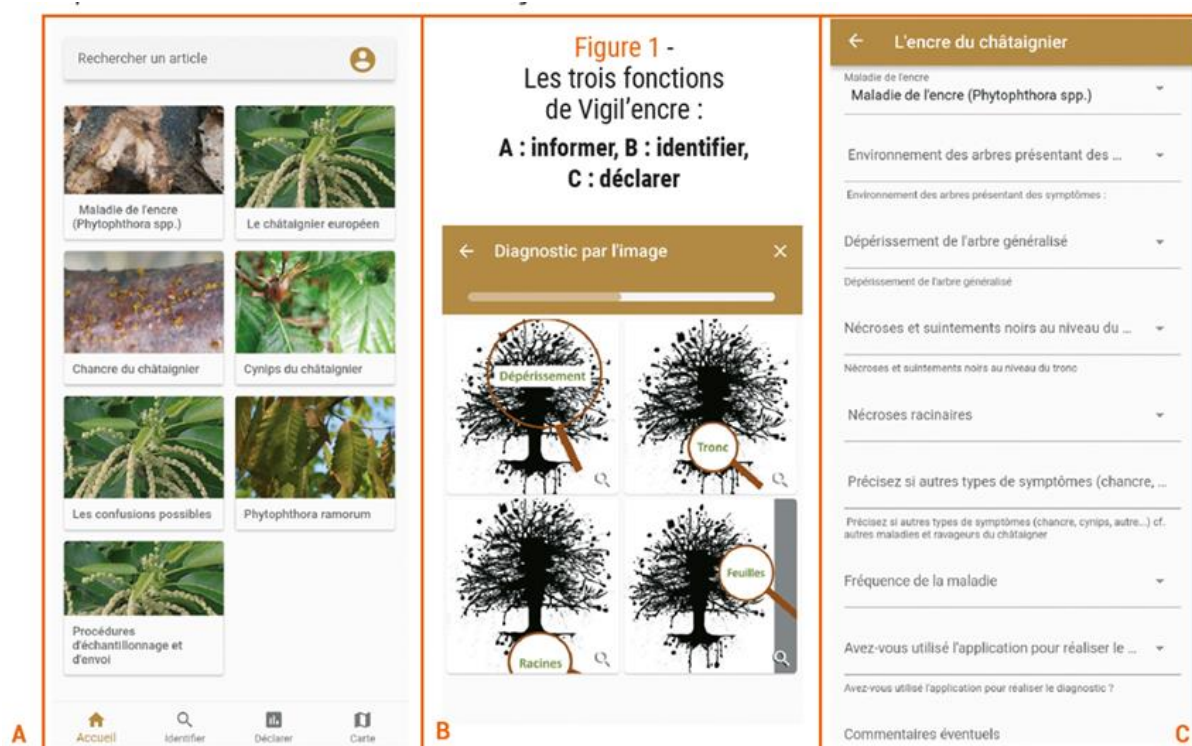 Rechercher un article
Maladie de l'encre
(Phytophthora spp.)
Le châtaignier européen
Chancre du châtaignier
Cynips du châtaignier
Les confusions possibles
Phytophthora ramorum
Procédures
d'échantillonnage et
d'envoi
Accueil
Identifier
Déclarer
Carte
A
Figure 1 -
Les trois fonctions
de Vigil'encre :
A : informer, B : identifier,
C : déclarer
Diagnostic par l'image
Dépérissement
Tronc
Racines
Feuilles
B
L'encre du châtaignier
Maladie de l'encre
Maladie de l'encre (Phytophthora spp.)
Environnement des arbres présentant des ...
Environnement des arbres présentant des symptômes :
Dépérissement de l'arbre généralisé
Dépérissement de l'arbre généralisé
Nécroses et suintements noirs au niveau du ...
Nécroses et suintements noirs au niveau du tronc
Nécroses racinaires
Précisez si autres types de symptômes (chancre, ...
Précisez si autres types de symptômes (chancre, cynips, autre...) cf.
autres maladies et ravageurs du châtaigner
Fréquence de la maladie
Avez-vous utilisé l'application pour réaliser le ...
Avez-vous utilisé l'application pour réaliser le diagnostic ?
Commentaires éventuels
C